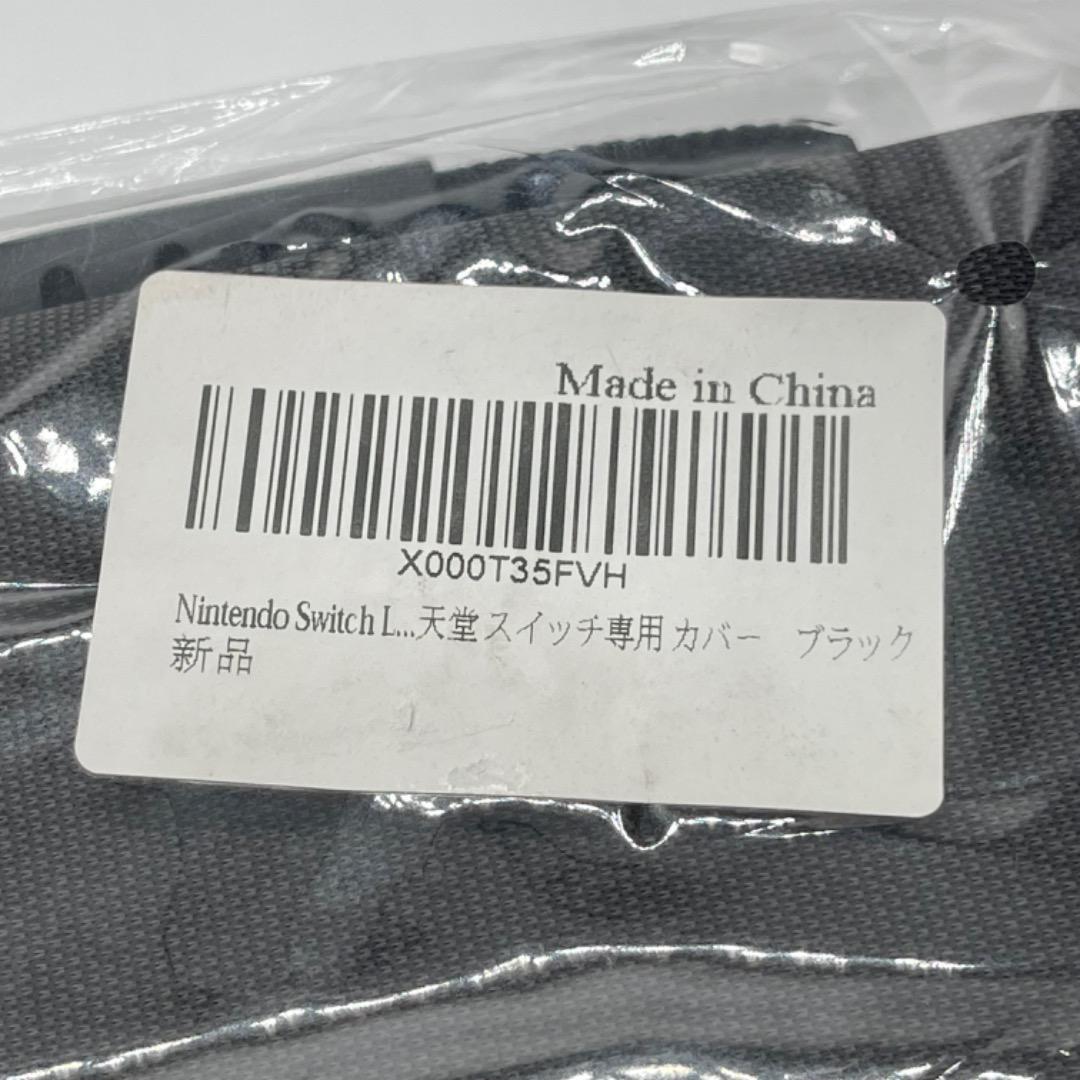 Made in China
X000T35FVH
Nintendo Switch L...天堂 スイッチ専用 カバー　ブラック
新品